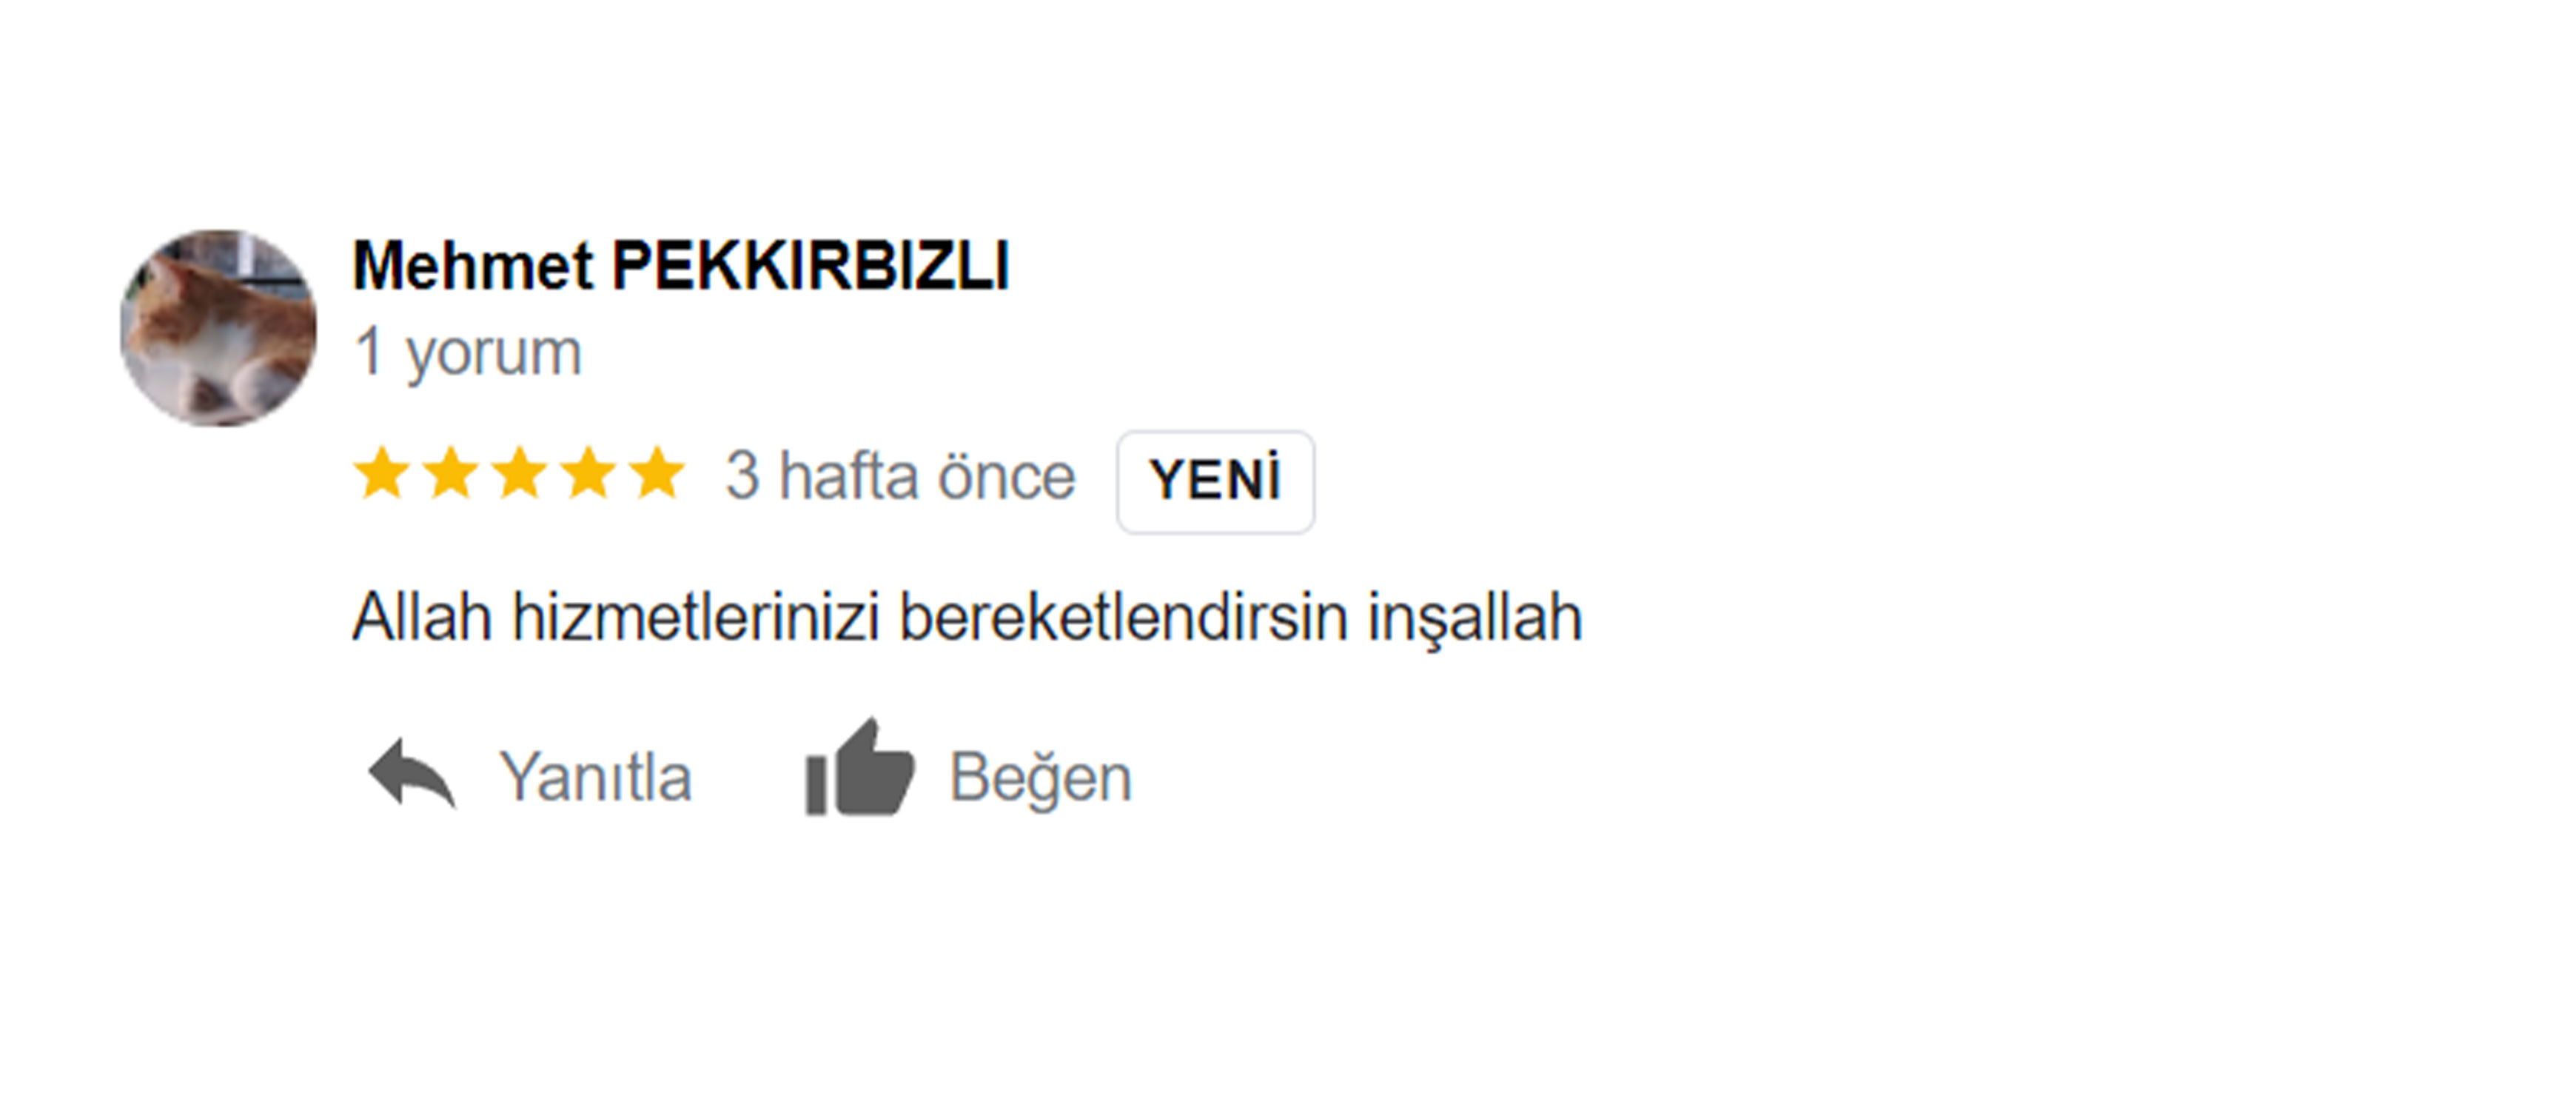 Mehmet PEKKIRBIZLI
1 yorum
3 hafta önce YENİ
Allah hizmetlerinizi bereketlendirsin inşallah
Yanıtla Beğen